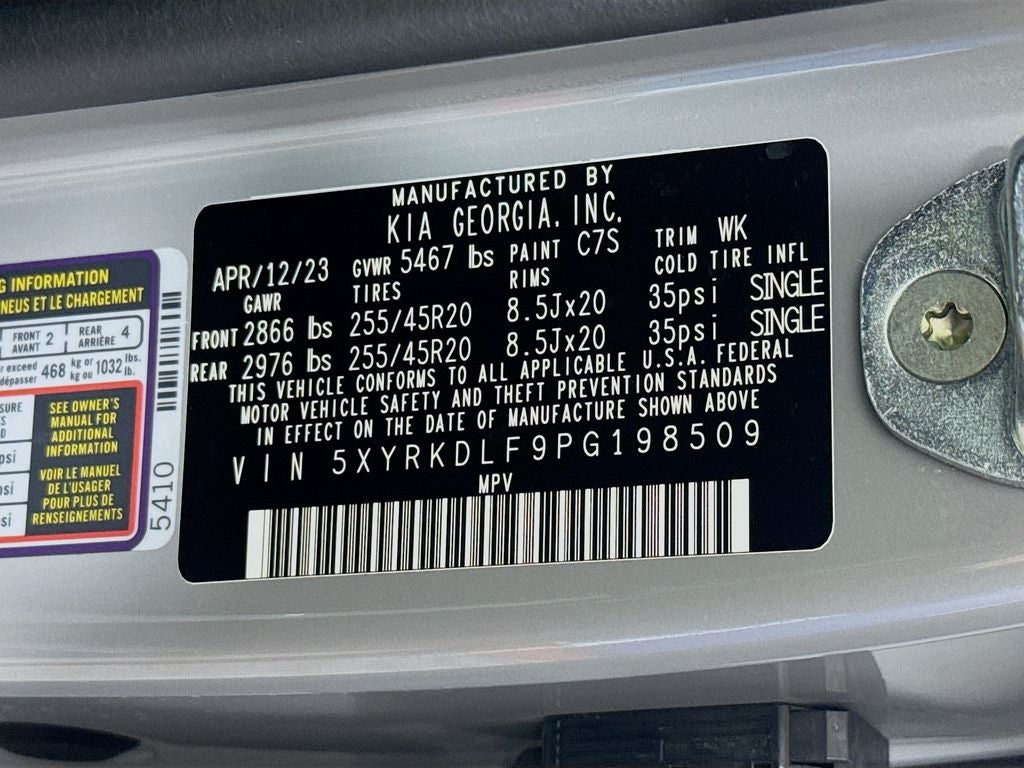 MANUFACTURED BY
KIA GEORGIA, INC.
APR/12/23 GVWR 5467 lbs PAINT C7S TRIM WK
GAWR TIRES RIMS COLD TIRE INFL
FRONT 2866 lbs 255/45R20 8.5Jx20 35psi SINGLE
REAR 2976 lbs 255/45R20 8.5Jx20 35psi SINGLE
THIS VEHICLE CONFORMS TO ALL APPLICABLE U.S.A. FEDERAL
MOTOR VEHICLE SAFETY AND THEFT PREVENTION STANDARDS
IN EFFECT ON THE DATE OF MANUFACTURE SHOWN ABOVE
VIN 5XYRKDLF9PG198509
MPV
INFORMATION
ET LE CHARGEMENT
FRONT 2 REAR 4
AVANT ARRIÈRE
exceed 468 kg or 1032 lbs.
dépasser kg ou lb.
SEE OWNER'S
MANUAL FOR
ADDITIONAL
INFORMATION
VOIR LE MANUEL
DE L'USAGER
POUR PLUS DE
RENSEIGNEMENTS
5410